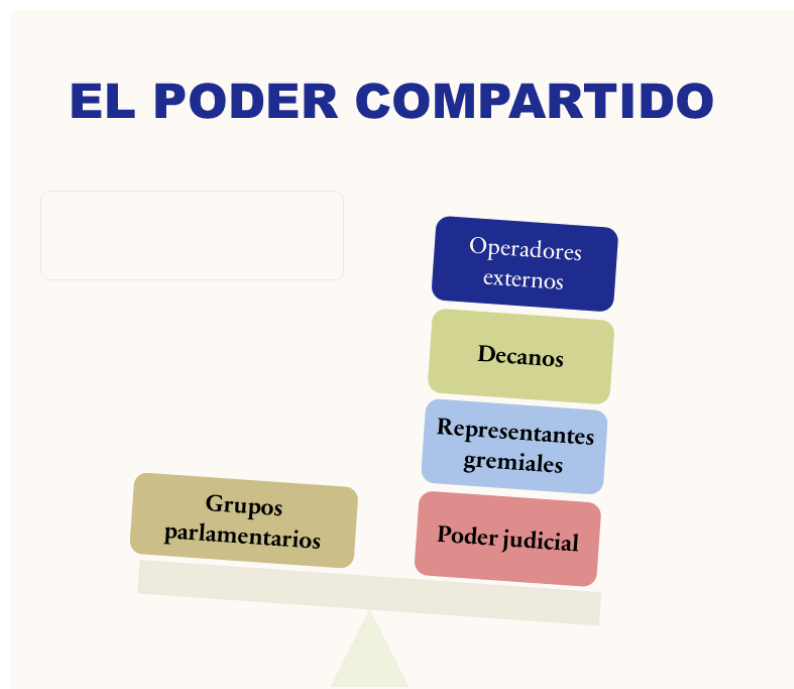 EL PODER COMPARTIDO
Operadores
externos
Decanos
Representantes
gremiales
Grupos
parlamentarios
Poder judicial